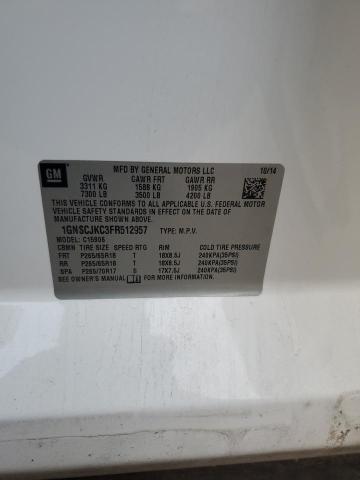 GM
MFD BY GENERAL MOTORS LLC 10/14
GVWR GAWR FRT GAWR RR
3311 KG 1588 KG 1905 KG
7300 LB 3500 LB 4200 LB
THIS VEHICLE CONFORMS TO ALL APPLICABLE U.S. FEDERAL MOTOR
VEHICLE SAFETY AND THEFT PREVENTION STANDARDS IN EFFECT ON THE DATE OF
MANUFACTURE SHOWN ABOVE.
1GNSCJKC3FR512957 TYPE: M.P.V.
MODEL: C15906
CBMN TIRE SIZE SPEED RTG RIM COLD TIRE PRESSURE
FRT P265/65R18 T 18X8.5J 240KPA(35PSI)
RR P265/65R18 T 18X8.5J 240KPA(35PSI)
SPA P265/70R17 S 17X7.5J 240KPA(35PSI)
SEE OWNER'S MANUAL FOR MORE INFORMATION.